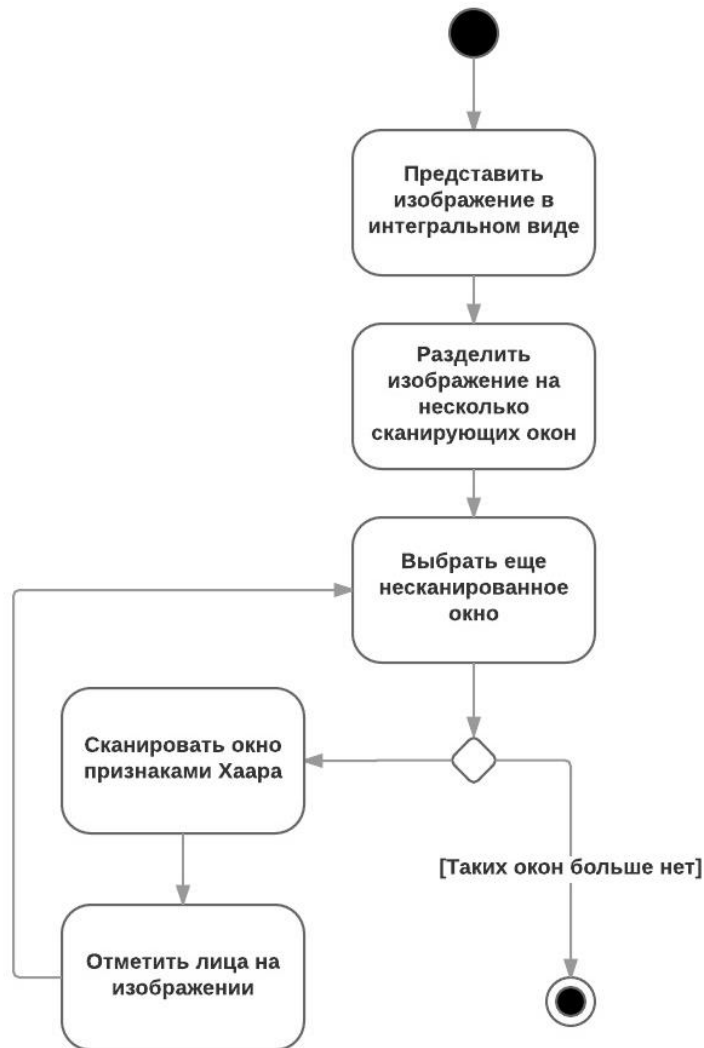 Представить
изображение в
интегральном виде
Разделить
изображение на
несколько
сканирующих окон
Выбрать еще
несканированное
окно
Сканировать окно
признаками Хаара
[Таких окон больше нет]
Отметить лица на
изображении